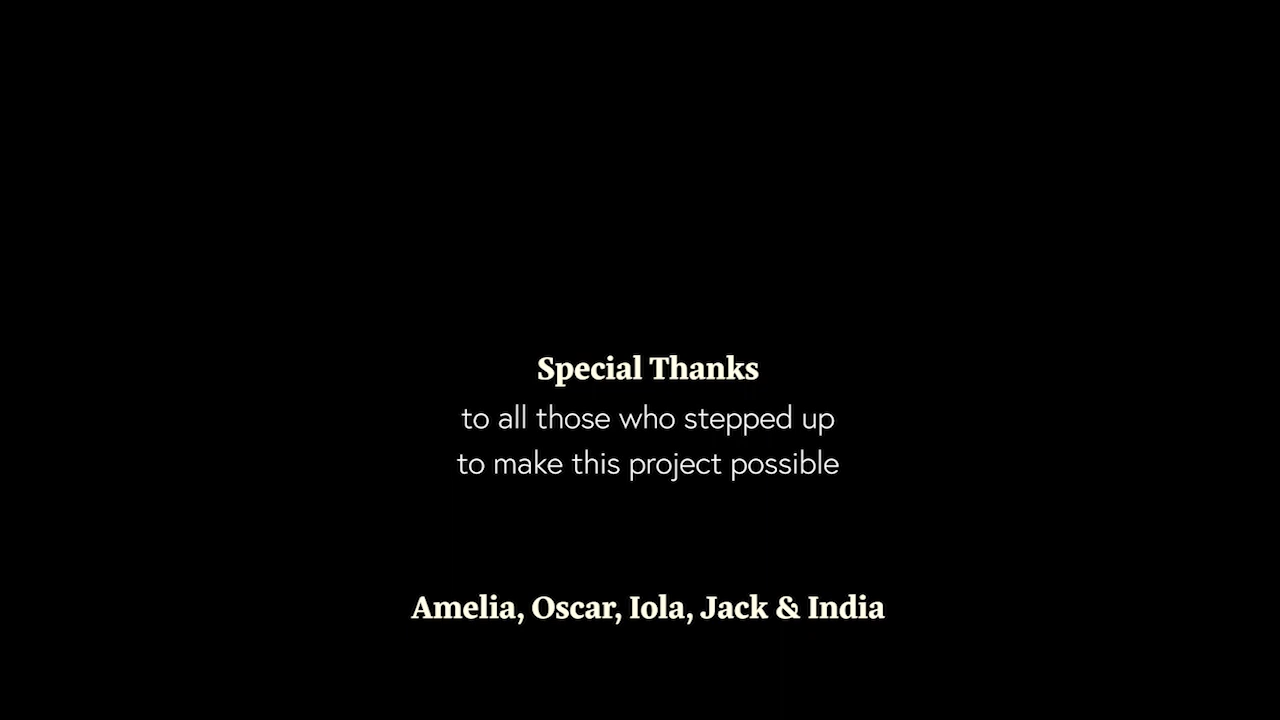 Special Thanks
to all those who stepped up
to make this project possible
Amelia, Oscar, Iola, Jack & India